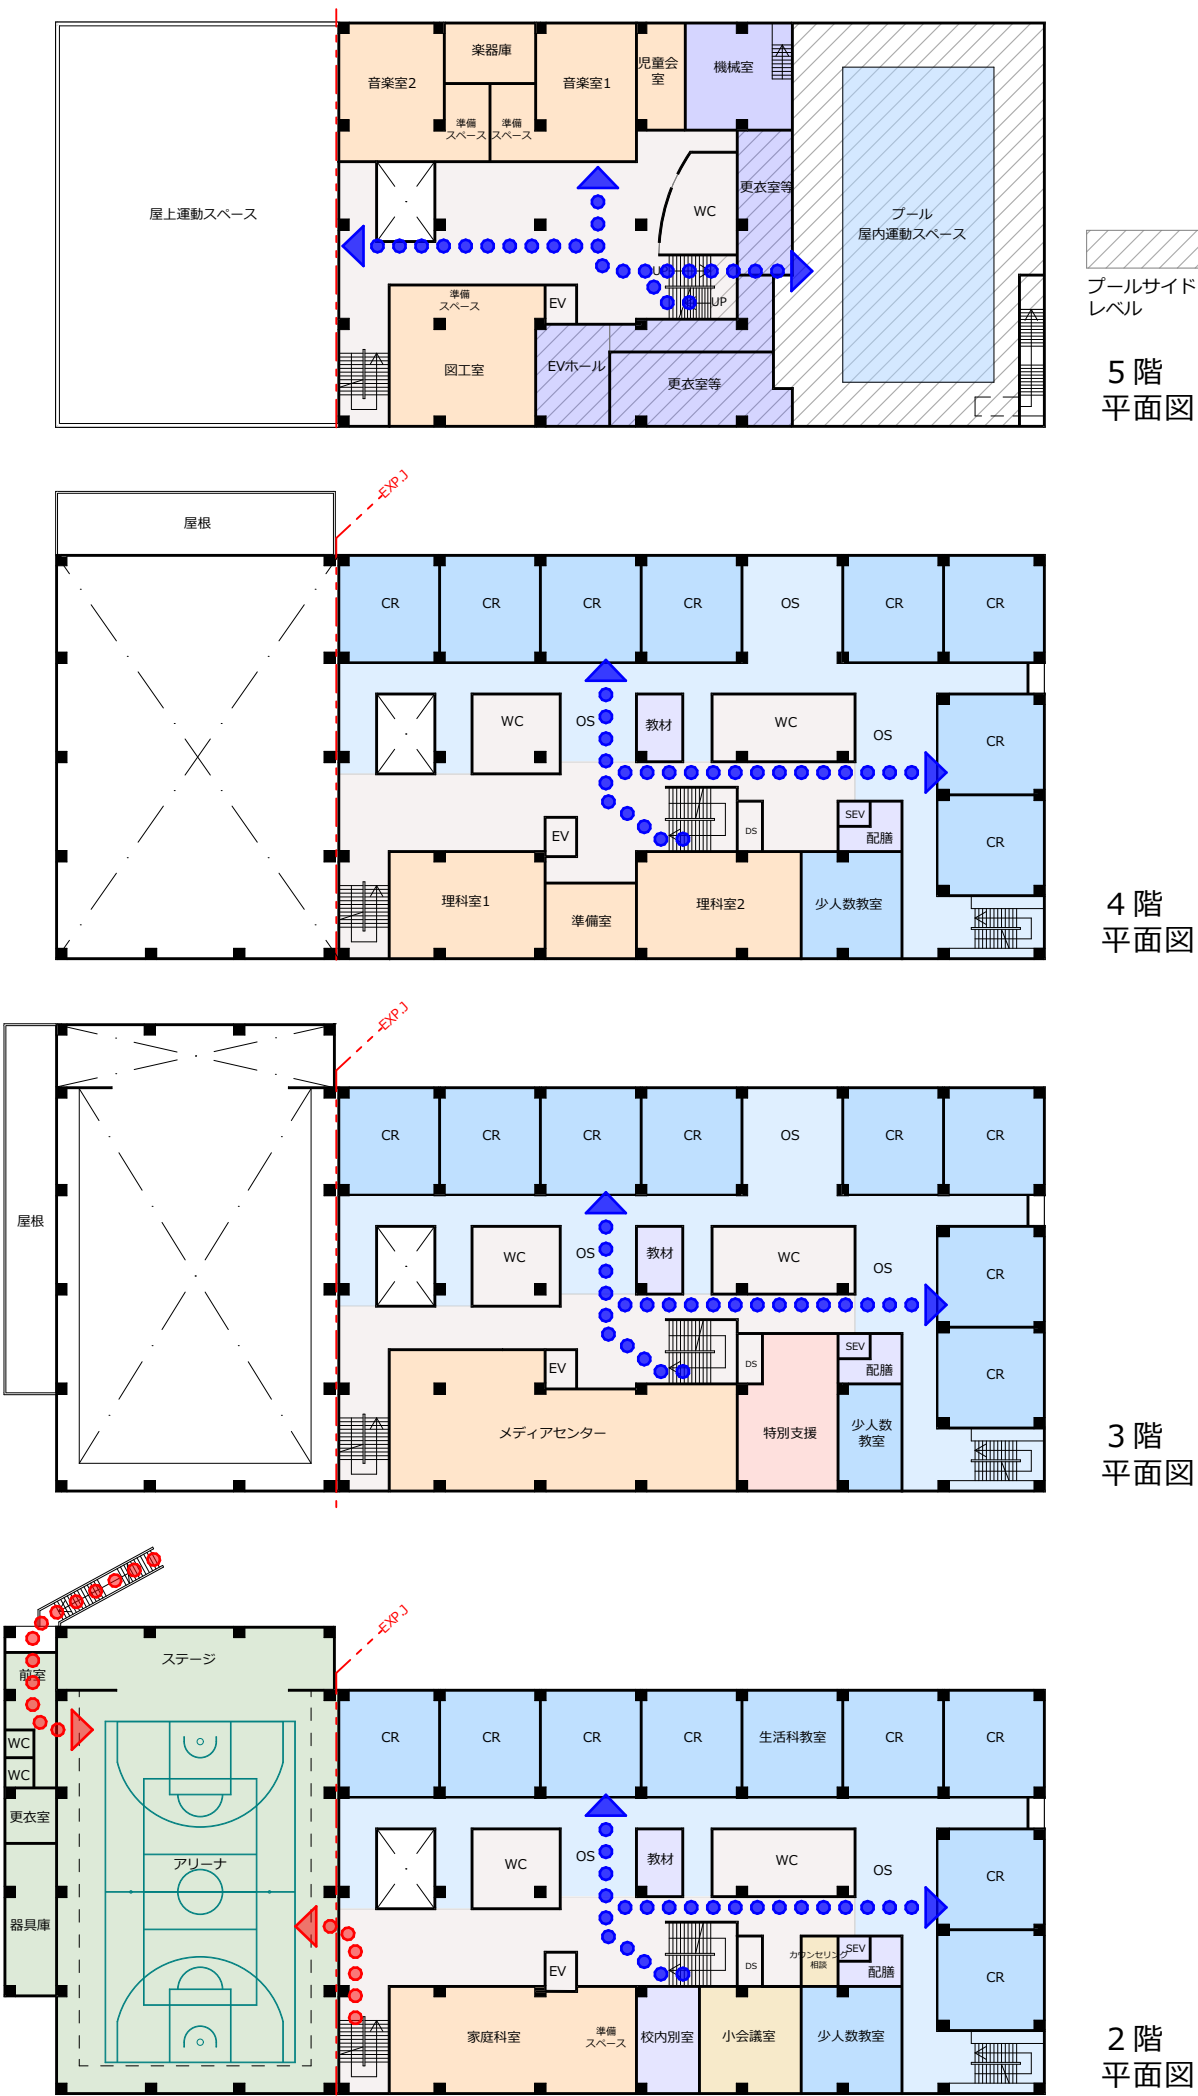 音楽室2
楽器庫
音楽室1
児童会
室
機械室
準備
スペース
準備
スペース
屋上運動スペース
WC
更衣室等
プール
屋内運動スペース
UP
UP
準備
スペース
EV
図工室
EVホール
更衣室等
プールサイド
レベル
5階
平面図
屋根
EXP.J
CR
CR
CR
CR
OS
CR
CR
WC
OS
教材
WC
OS
CR
EV
DS
SEV
配膳
CR
理科室1
準備室
理科室2
少人数教室
4階
平面図
EXP.J
屋根
CR
CR
CR
CR
OS
CR
CR
WC
OS
教材
WC
OS
CR
EV
DS
SEV
配膳
CR
メディアセンター
特別支援
少人数
教室
3階
平面図
EXP.J
ステージ
前室
WC
WC
更衣室
アリーナ
器具庫
CR
CR
CR
CR
生活科教室
CR
CR
WC
OS
教材
WC
OS
CR
EV
DS
カウンセリング
相談
SEV
配膳
CR
家庭科室
準備
スペース
校内別室
小会議室
少人数教室
2階
平面図